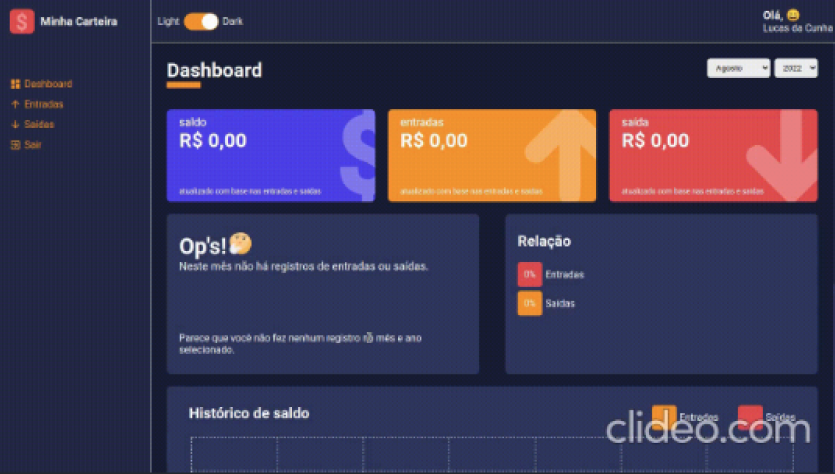 Minha Carteira
Light Dark
Olá, 😀
Lucas da Cunha
Dashboard
Entradas
Saídas
Sair
Dashboard
Agosto
2022
saldo
R$ 0,00
atualizado com base nas entradas e saídas
entradas
R$ 0,00
atualizado com base nas entradas e saídas
saída
R$ 0,00
atualizado com base nas entradas e saídas
Op's!🤔
Neste mês não há registros de entradas ou saídas.
Parece que você não fez nenhum registro no mês e ano
selecionado.
Relação
0% Entradas
0% Saídas
Histórico de saldo
Entradas
Saídas
clideo.com